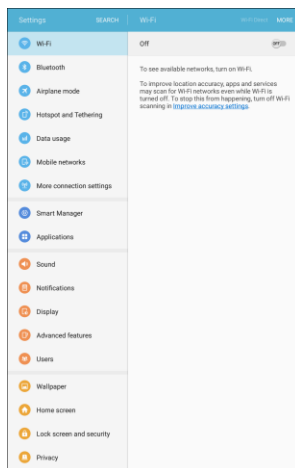 Settings
SEARCH
Wi-Fi
Wi-Fi Direct
MORE
Wi-Fi
Bluetooth
Airplane mode
Hotspot and Tethering
Data usage
Mobile networks
More connection settings
Smart Manager
Applications
Sound
Notifications
Display
Advanced features
Users
Wallpaper
Home screen
Lock screen and security
Privacy
Off
OFF
To see available networks, turn on Wi-Fi.
To improve location accuracy, apps and services
may scan for Wi-Fi networks even while Wi-Fi is
turned off. To stop this from happening, turn off Wi-Fi
scanning in Improve accuracy settings.